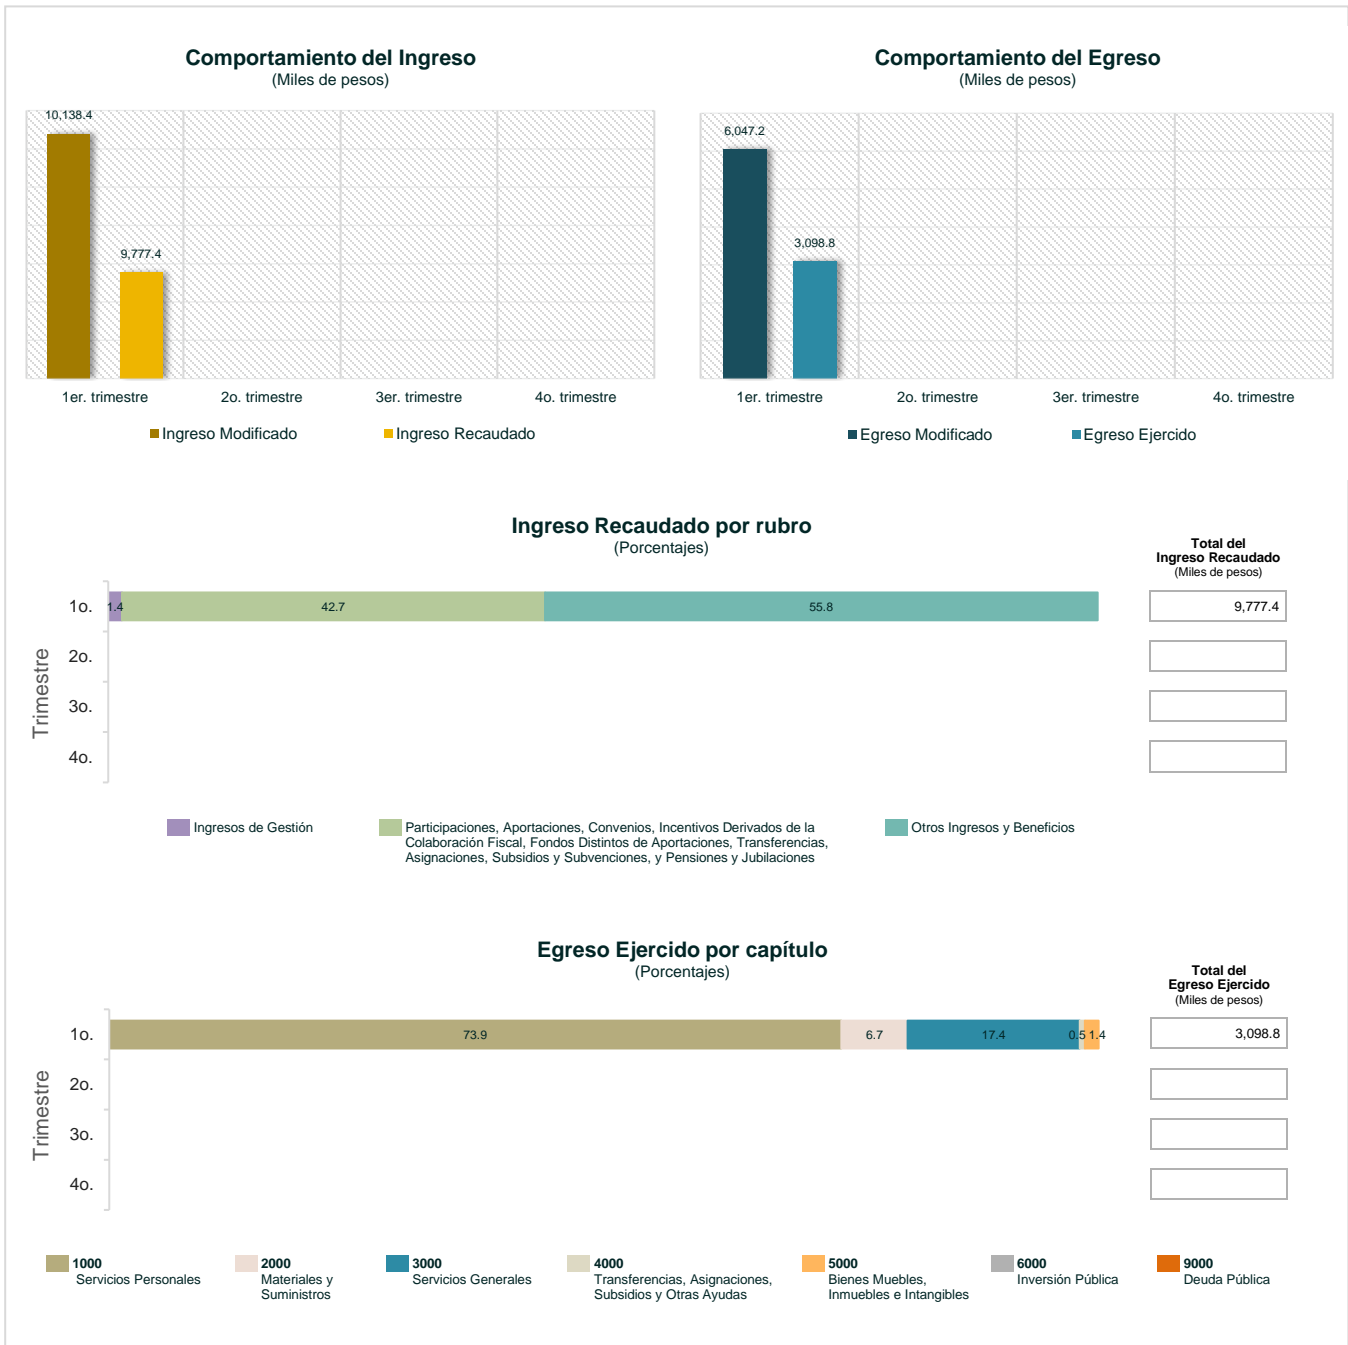 Comportamiento del Ingreso
(Miles de pesos)
10,138.4
9,777.4
1er. trimestre
2o. trimestre
3er. trimestre
4o. trimestre
Ingreso Modificado
Ingreso Recaudado
Comportamiento del Egreso
(Miles de pesos)
6,047.2
3,098.8
1er. trimestre
2o. trimestre
3er. trimestre
4o. trimestre
Egreso Modificado
Egreso Ejercido
Ingreso Recaudado por rubro
(Porcentajes)
Total del
Ingreso Recaudado
(Miles de pesos)
Trimestre
1o.
1.4
42.7
55.8
9,777.4
2o.
3o.
4o.
Ingresos de Gestión
Participaciones, Aportaciones, Convenios, Incentivos Derivados de la
Colaboración Fiscal, Fondos Distintos de Aportaciones, Transferencias,
Asignaciones, Subsidios y Subvenciones, y Pensiones y Jubilaciones
Otros Ingresos y Beneficios
Egreso Ejercido por capítulo
(Porcentajes)
Total del
Egreso Ejercido
(Miles de pesos)
Trimestre
1o.
73.9
6.7
17.4
0.5
1.4
3,098.8
2o.
3o.
4o.
1000
Servicios Personales
2000
Materiales y
Suministros
3000
Servicios Generales
4000
Transferencias, Asignaciones,
Subsidios y Otras Ayudas
5000
Bienes Muebles,
Inmuebles e Intangibles
6000
Inversión Pública
9000
Deuda Pública